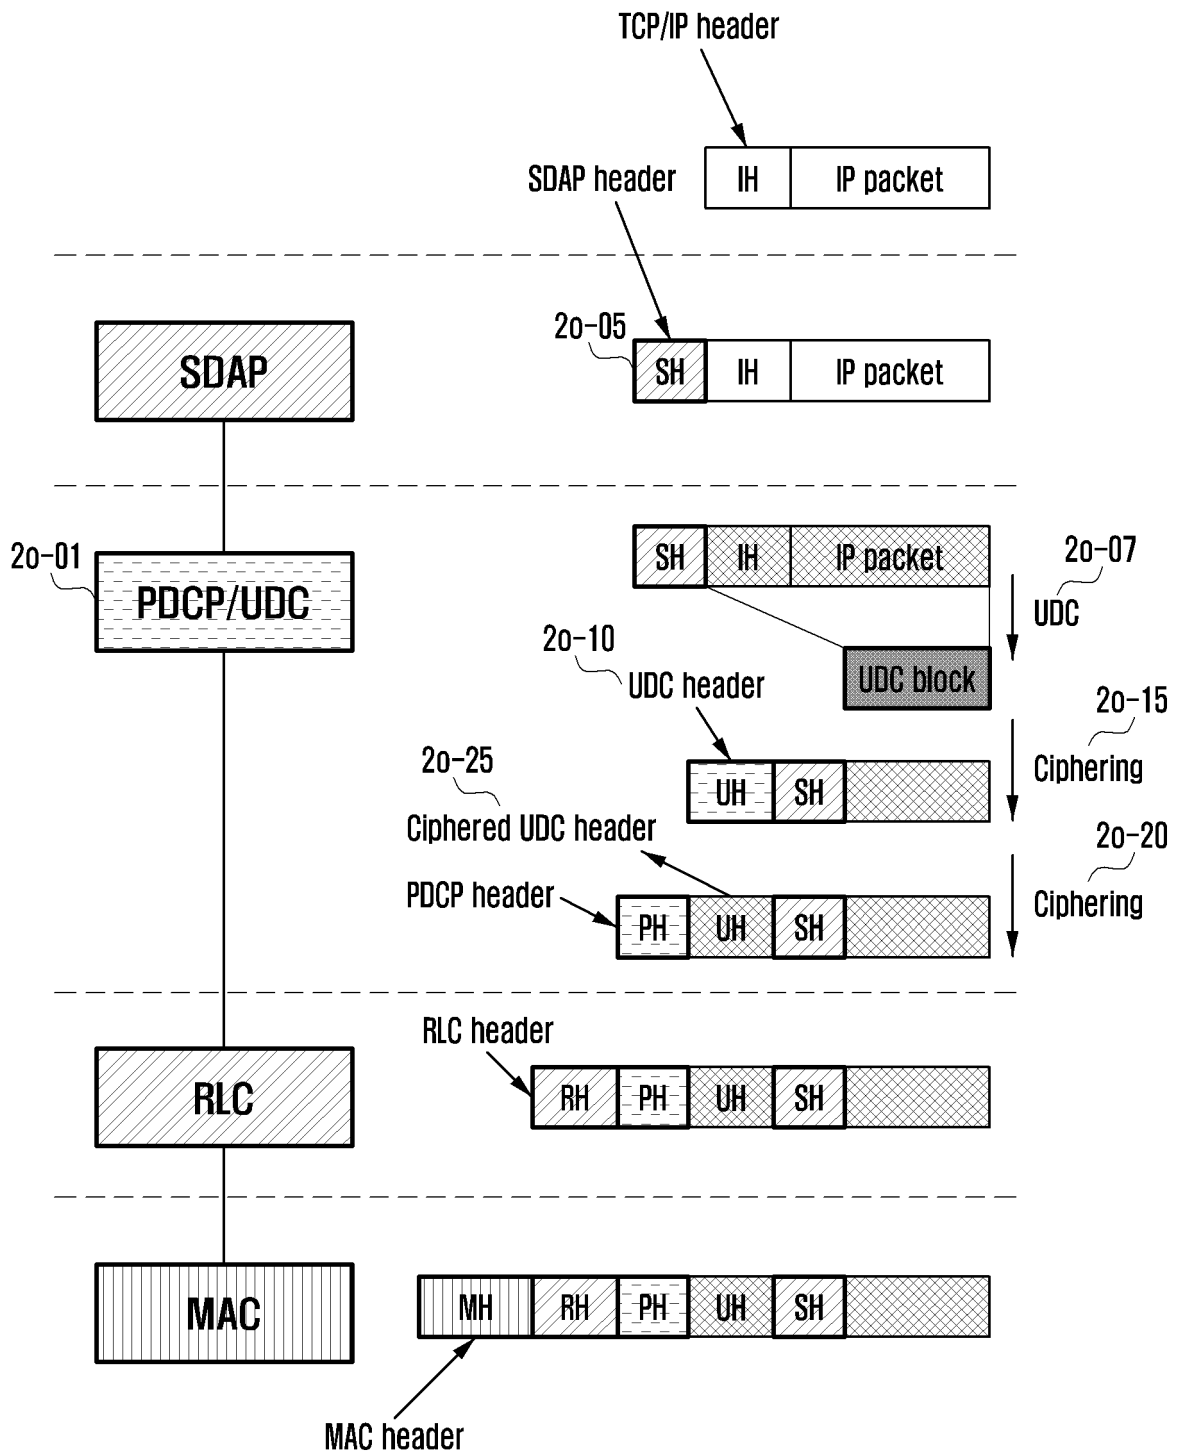 TCP/IP header
IH IP packet
SDAP header
2o-05
SDAP
SH IH IP packet
2o-01
PDCP/UDC
SH IH IP packet
2o-07
UDC
2o-10
UDC header
UDC block
2o-15
Ciphering
UH SH
2o-25
Ciphered UDC header
2o-20
Ciphering
PDCP header
PH UH SH
RLC header
RLC
RH PH UH SH
MAC
MH RH PH UH SH
MAC header